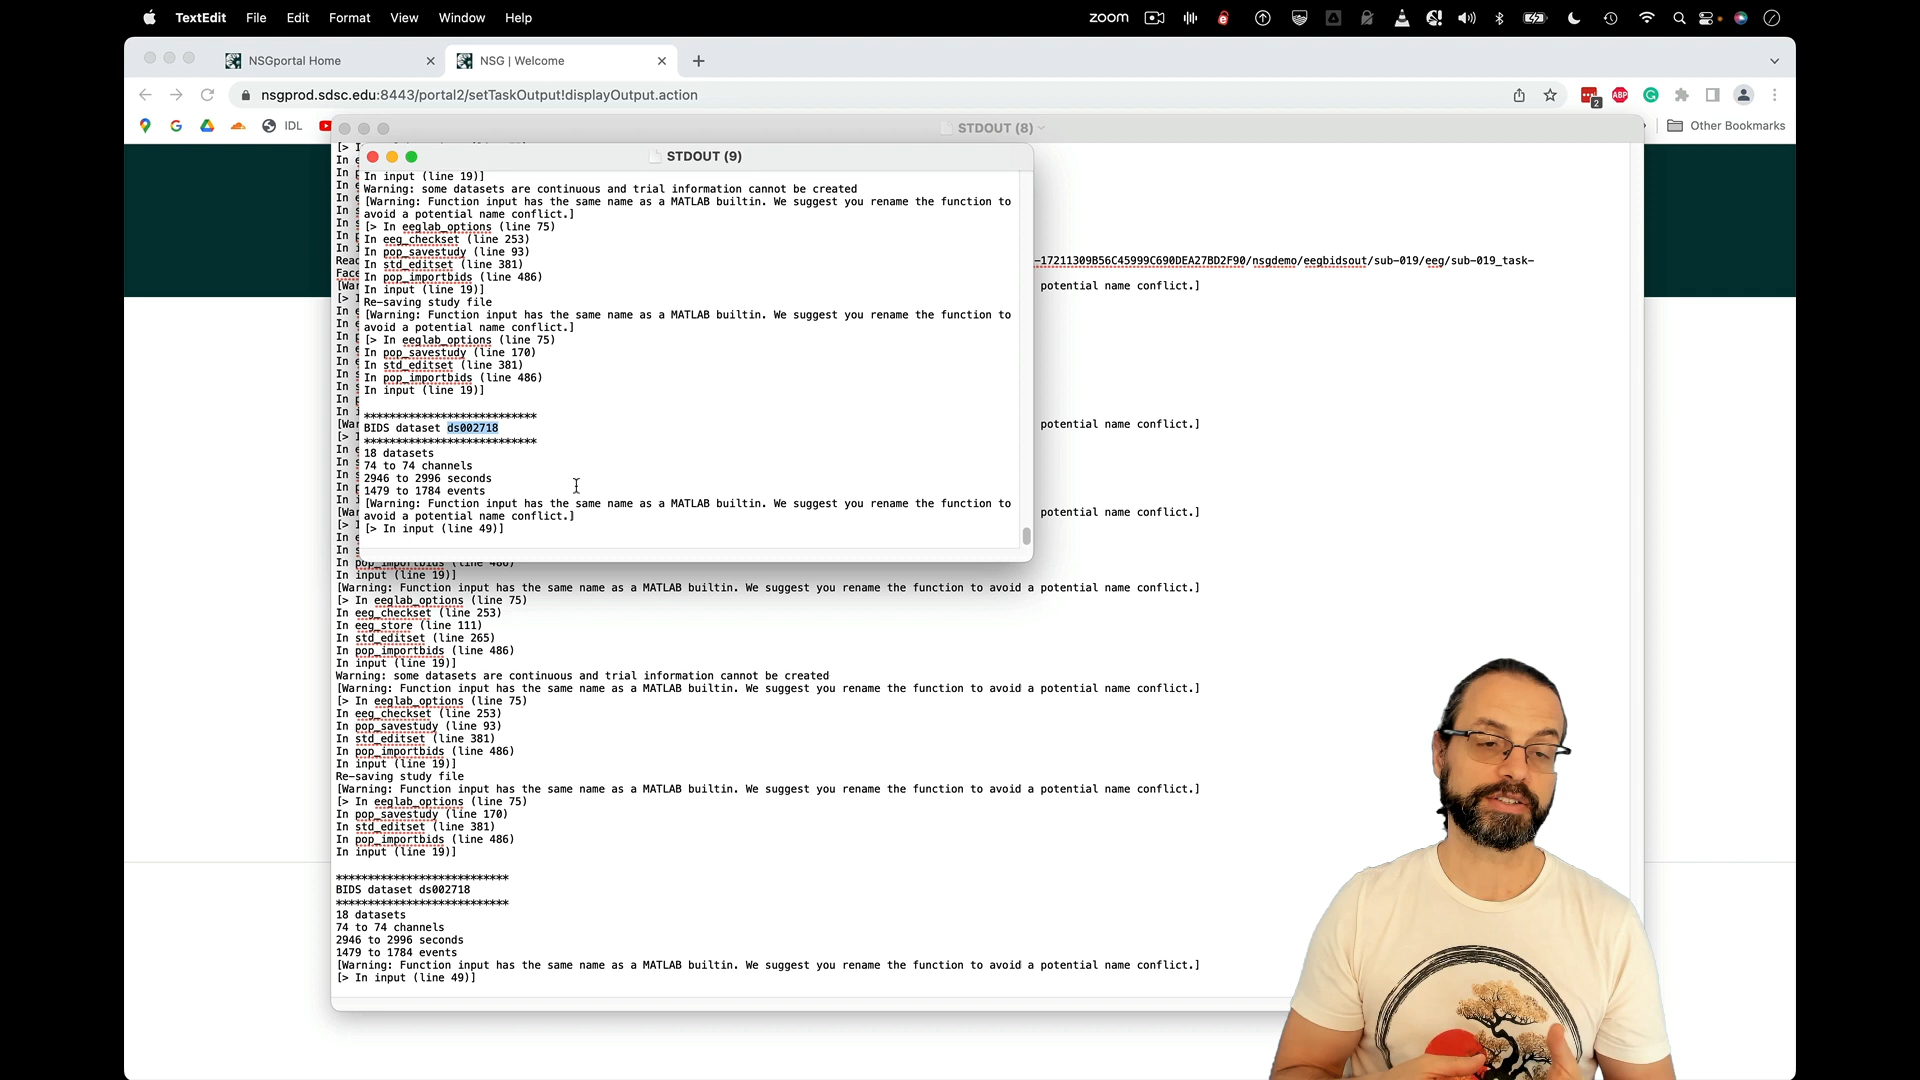 TextEdit File Edit Format View Window Help
zoom
NSGportal Home
NSG | Welcome
nsgprod.sdsc.edu:8443/portal2/setTaskOutput!displayOutput.action
2
ABP
IDL
Other Bookmarks
STDOUT (8)
STDOUT (9)
In input (line 19)]
Warning: some datasets are continuous and trial information cannot be created
[Warning: Function input has the same name as a MATLAB builtin. We suggest you rename the function to
avoid a potential name conflict.]
[> In eeglab_options (line 75)
In eeg_checkset (line 253)
In pop_savestudy (line 93)
In std_editset (line 381)
In pop_importbids (line 486)
In input (line 19)]
Re-saving study file
[Warning: Function input has the same name as a MATLAB builtin. We suggest you rename the function to
avoid a potential name conflict.]
[> In eeglab_options (line 75)
In pop_savestudy (line 170)
In std_editset (line 381)
In pop_importbids (line 486)
In input (line 19)]
***************************
BIDS dataset ds002718
***************************
18 datasets
74 to 74 channels
2946 to 2996 seconds
1479 to 1784 events
[Warning: Function input has the same name as a MATLAB builtin. We suggest you rename the function to
avoid a potential name conflict.]
[> In input (line 49)]
-17211309B56C45999C690DEA27BD2F90/nsgdemo/eegbidsout/sub-019/eeg/sub-019_task-
potential name conflict.]
potential name conflict.]
potential name conflict.]
In pop_importbids (line 486)
In input (line 19)]
[Warning: Function input has the same name as a MATLAB builtin. We suggest you rename the function to avoid a potential name conflict.]
[> In eeglab_options (line 75)
In eeg_checkset (line 253)
In eeg_store (line 111)
In std_editset (line 265)
In pop_importbids (line 486)
In input (line 19)]
Warning: some datasets are continuous and trial information cannot be created
[Warning: Function input has the same name as a MATLAB builtin. We suggest you rename the function to avoid a potential name conflict.]
[> In eeglab_options (line 75)
In eeg_checkset (line 253)
In pop_savestudy (line 93)
In std_editset (line 381)
In pop_importbids (line 486)
In input (line 19)]
Re-saving study file
[Warning: Function input has the same name as a MATLAB builtin. We suggest you rename the function to avoid a potential name conflict.]
[> In eeglab_options (line 75)
In pop_savestudy (line 170)
In std_editset (line 381)
In pop_importbids (line 486)
In input (line 19)]
***************************
BIDS dataset ds002718
***************************
18 datasets
74 to 74 channels
2946 to 2996 seconds
1479 to 1784 events
[Warning: Function input has the same name as a MATLAB builtin. We suggest you rename the function to avoid a potential name conflict.]
[> In input (line 49)]